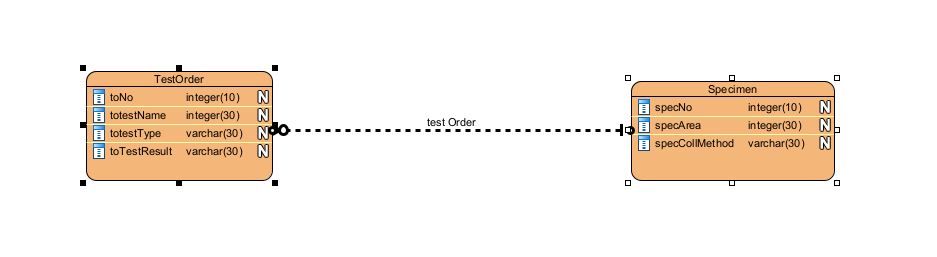 TestOrder
toNo integer(10) N
totestName integer(30) N
totestType varchar(30) N
toTestResult varchar(30) N
test Order
Specimen
specNo integer(10) N
specArea integer(30) N
specCollMethod varchar(30) N